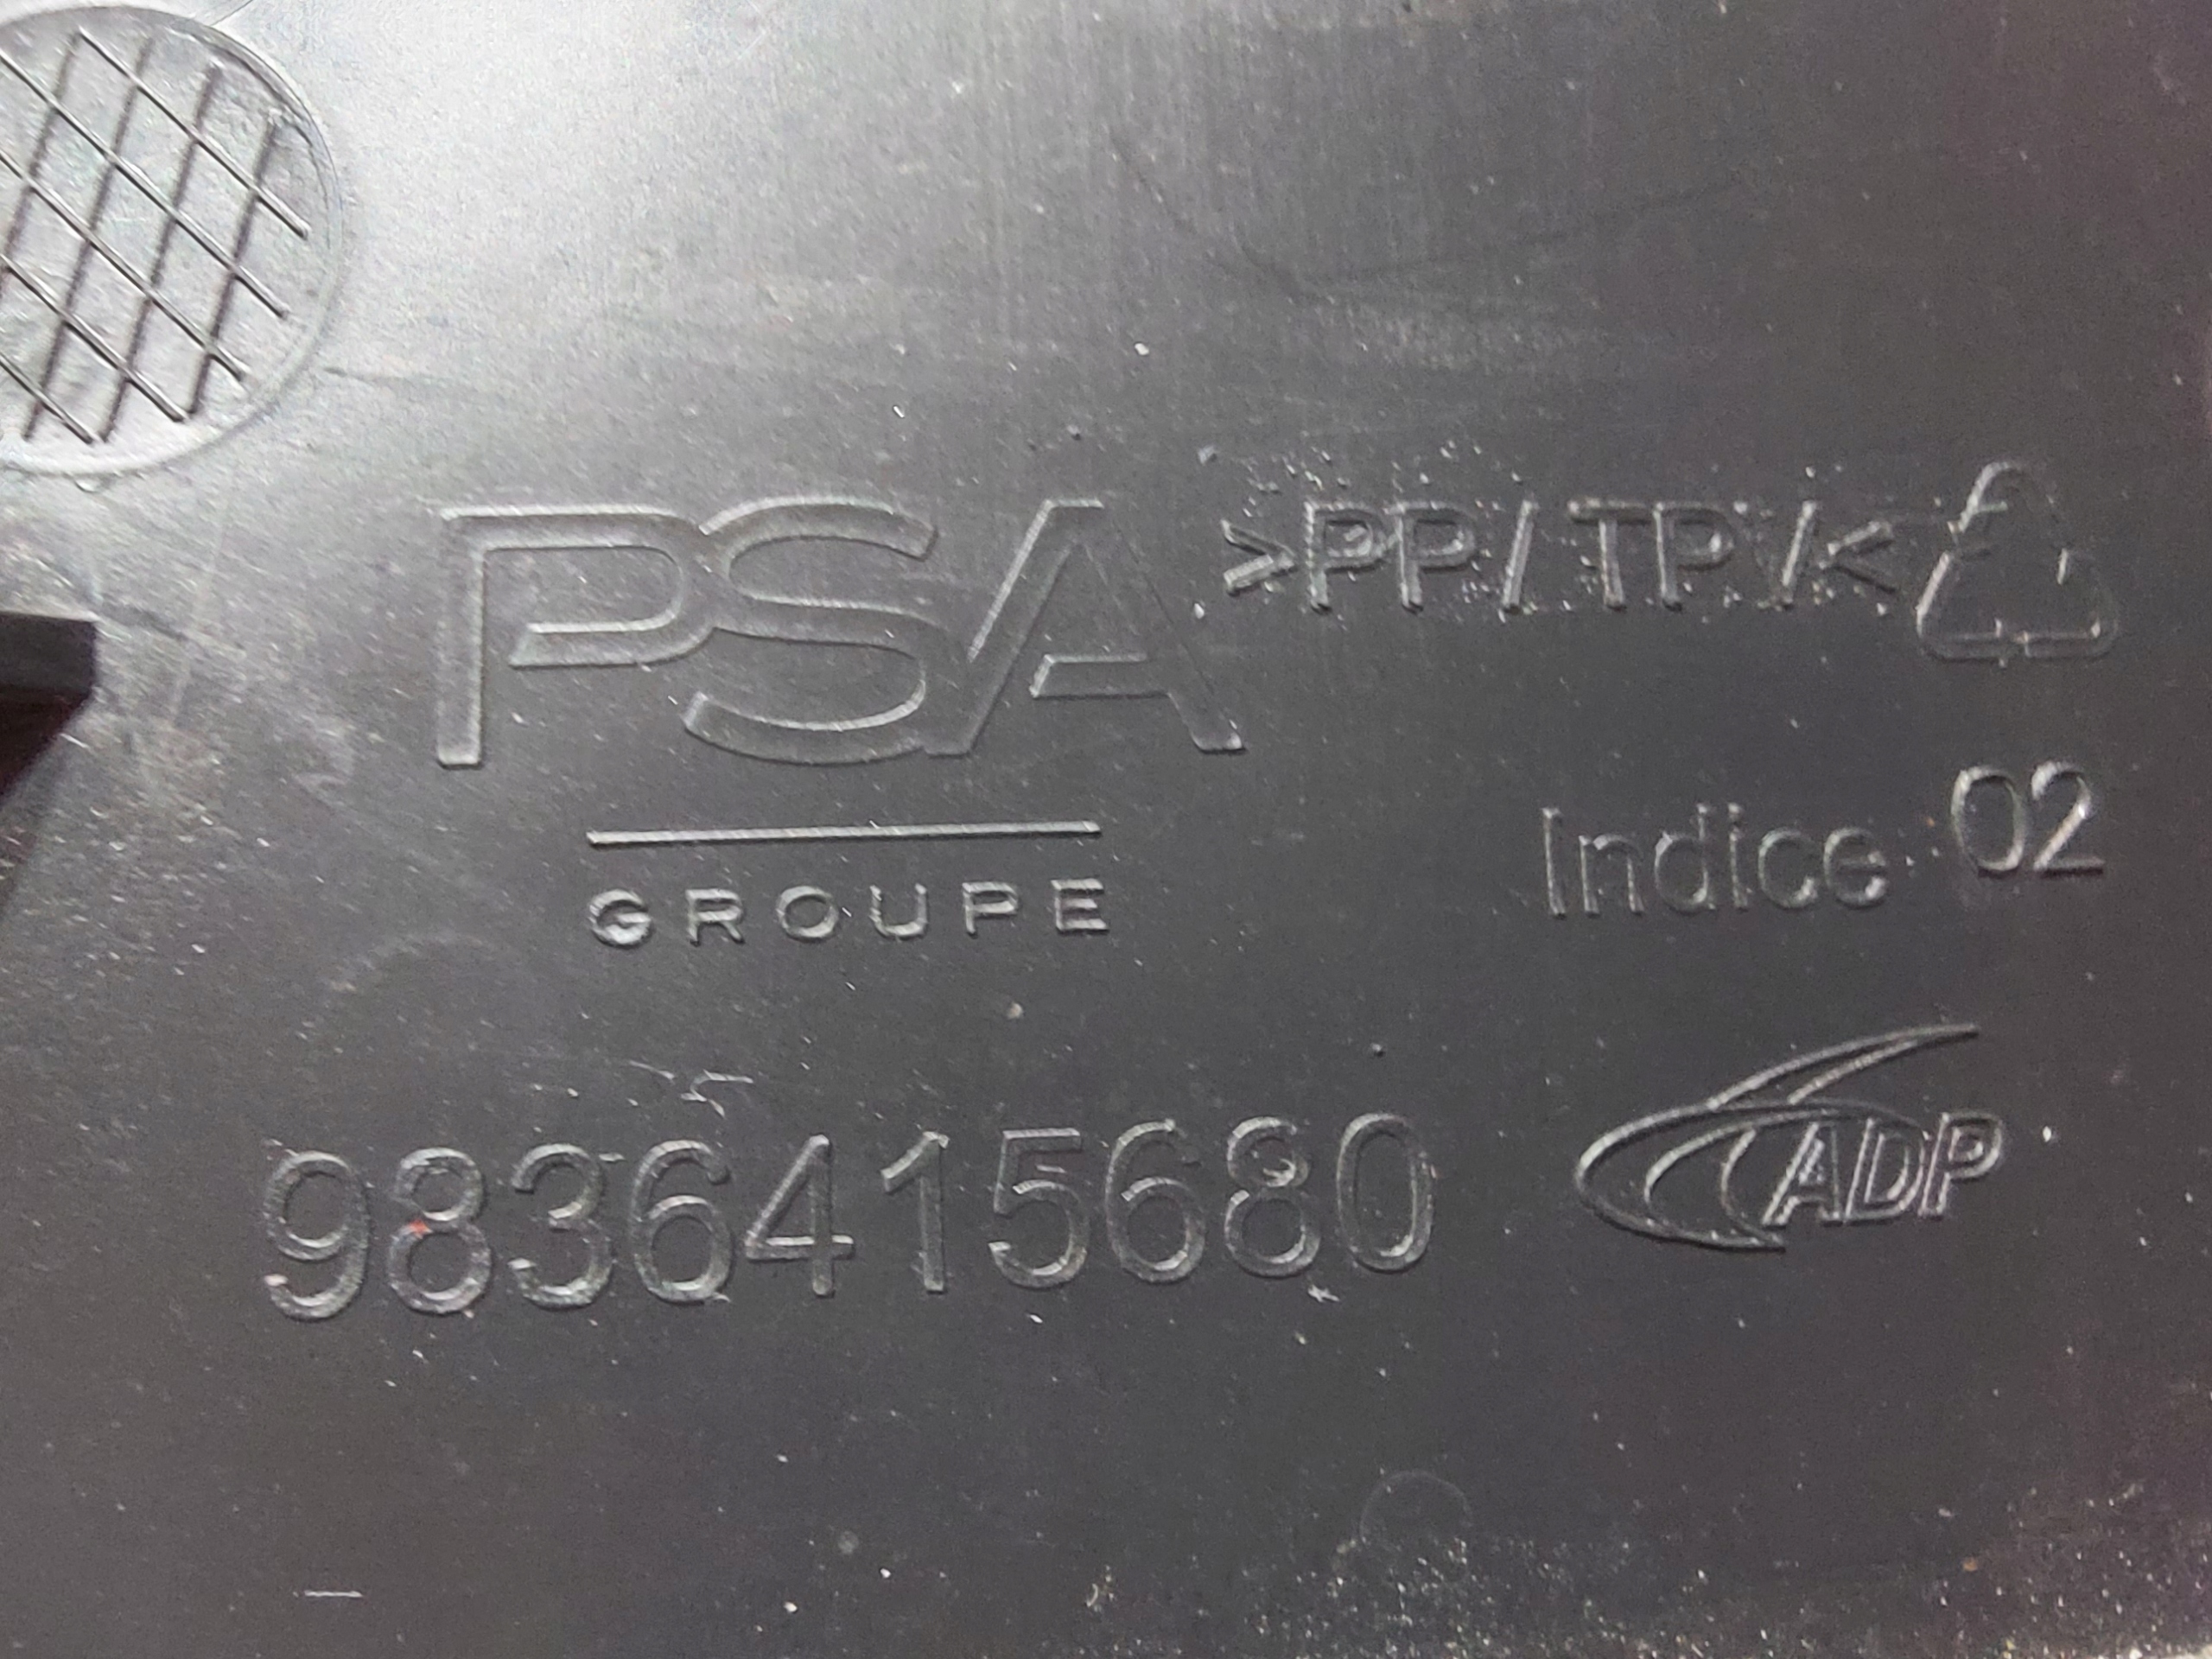 PSA
GROUPE
>PP/TP/<
Indice 02
9836415680
ADP